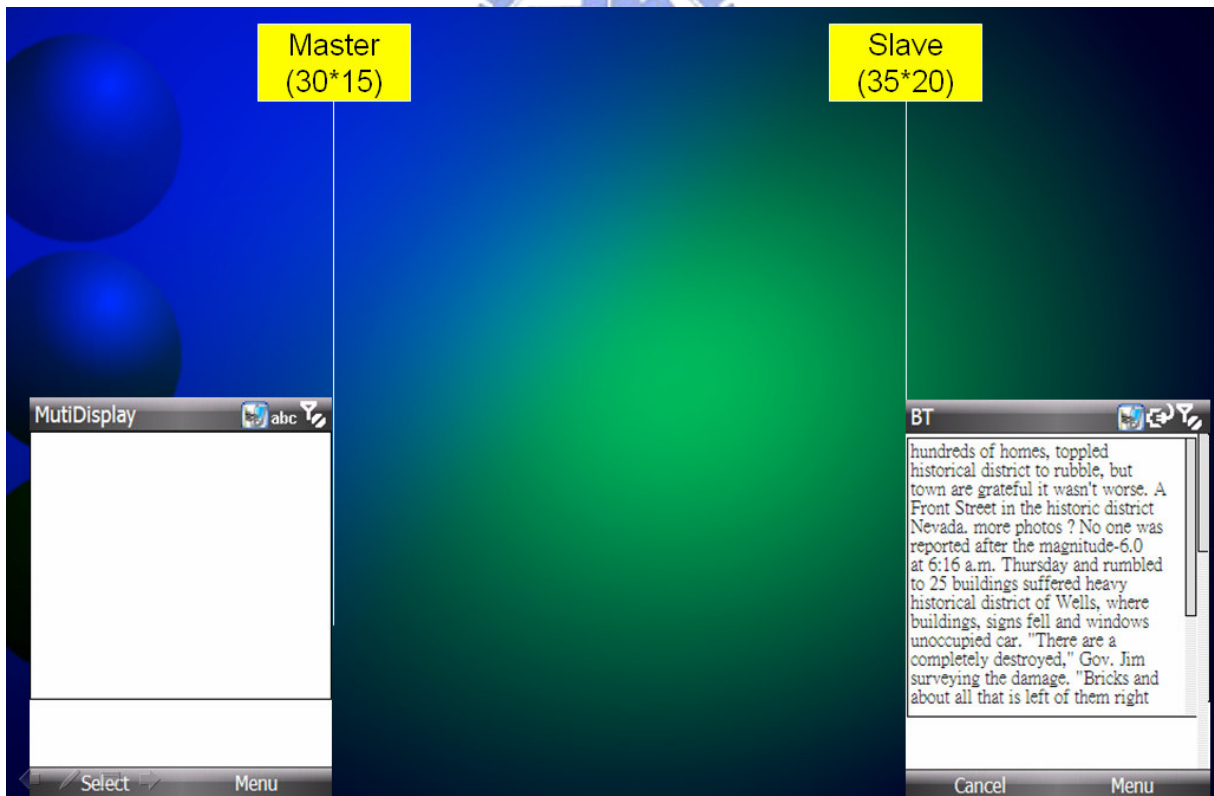 Master
(30*15)
Slave
(35*20)
MutiDisplay
abc
Select
Menu
BT
hundreds of homes, toppled
historical district to rubble, but
town are grateful it wasn't worse. A
Front Street in the historic district
Nevada. more photos ? No one was
reported after the magnitude-6.0
at 6:16 a.m. Thursday and rumbled
to 25 buildings suffered heavy
historical district of Wells, where
buildings, signs fell and windows
unoccupied car. "There are a
completely destroyed," Gov. Jim
surveying the damage. "Bricks and
about all that is left of them right
Cancel
Menu